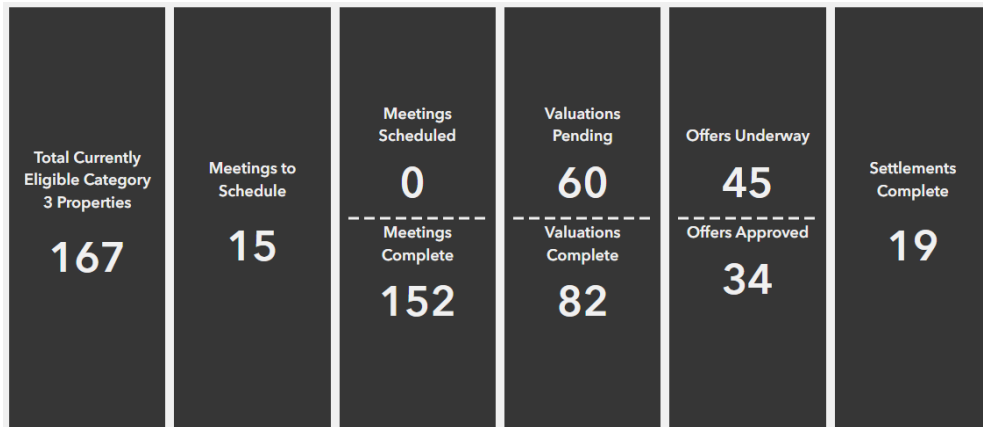 Total Currently
Eligible Category
3 Properties
167
Meetings to
Schedule
15
Meetings
Scheduled
0
Meetings
Complete
152
Valuations
Pending
60
Valuations
Complete
82
Offers Underway
45
Offers Approved
34
Settlements
Complete
19